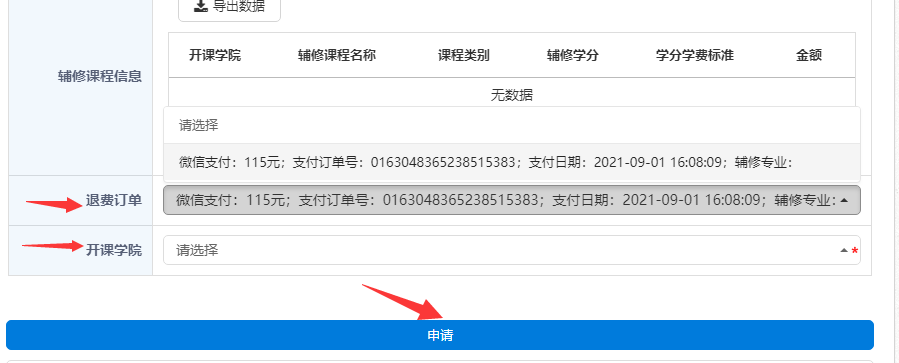 导出数据
开课学院 辅修课程名称 课程类别 辅修学分 学分学费标准 金额
辅修课程信息
无数据
请选择
微信支付：115元；支付订单号：0163048365238515383；支付日期：2021-09-01 16:08:09；辅修专业：
退费订单 微信支付：115元；支付订单号：0163048365238515383；支付日期：2021-09-01 16:08:09；辅修专业：
开课学院 请选择 *
申请